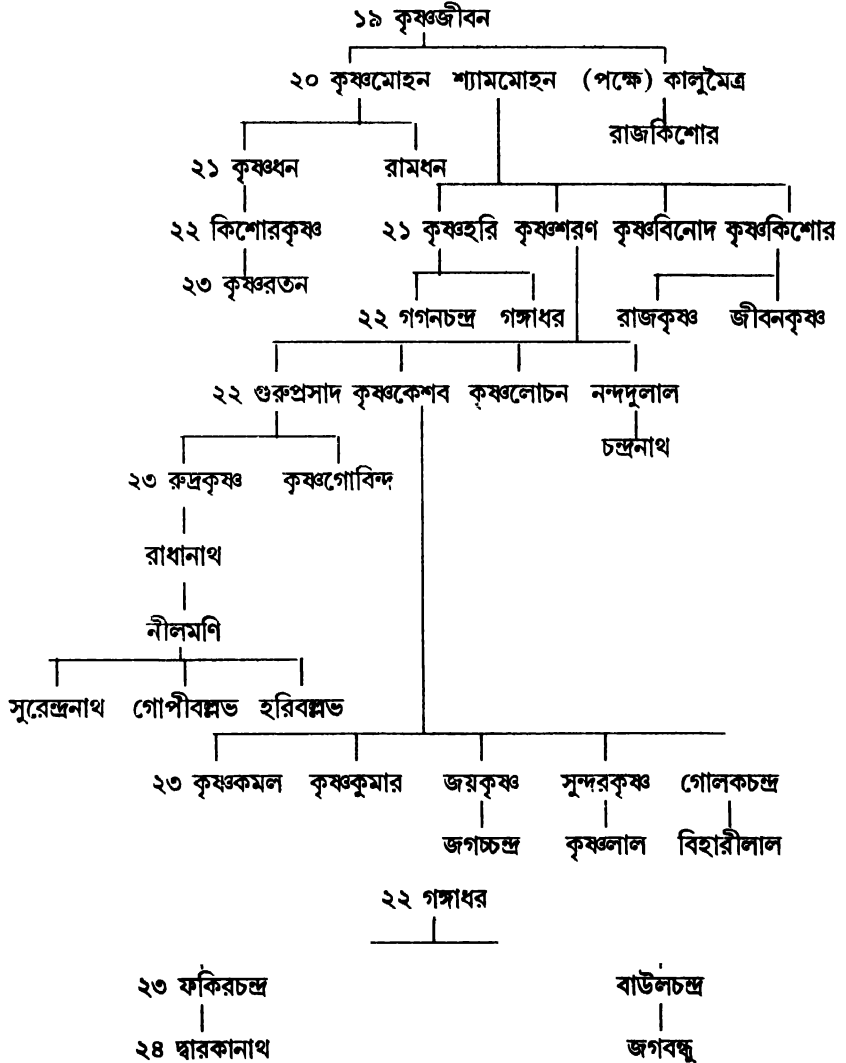 ১৯ কৃষ্ণজীবন
২০ কৃষ্ণমোহন শ্যামমোহন (পক্ষে) কালুমৈত্র
রাজকিশোর
২১ কৃষ্ণধন রামধন
২২ কিশোরকৃষ্ণ ২১ কৃষ্ণহরি কৃষ্ণশরণ কৃষ্ণবিনোদ কৃষ্ণকিশোর
২৩ কৃষ্ণরতন
২২ গগনচন্দ্র গঙ্গাধর রাজকৃষ্ণ জীবনকৃষ্ণ
২২ গুরুপ্রসাদ কৃষ্ণকেশব কৃষ্ণলোচন নন্দদুলাল
চন্দ্রনাথ
২৩ রুদ্রকৃষ্ণ কৃষ্ণগোবিন্দ
রাধানাথ
নীলমণি
সুরেন্দ্রনাথ গোপীবল্লভ হরিবল্লভ
২৩ কৃষ্ণকমল কৃষ্ণকুমার জয়কৃষ্ণ সুন্দরকৃষ্ণ গোলকচন্দ্র
জগচ্চন্দ্র কৃষ্ণলাল বিহারীলাল
২২ গঙ্গাধর
২৩ ফকিরচন্দ্র বাউলচন্দ্র
২৪ দ্বারকানাথ জগবন্ধু